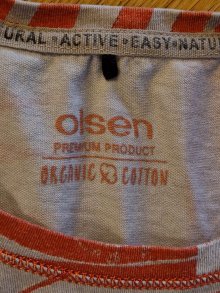 URAL • ACTIVE • EASY • NATU
olsen
PREMIUM PRODUCT
ORGANIC COTTON